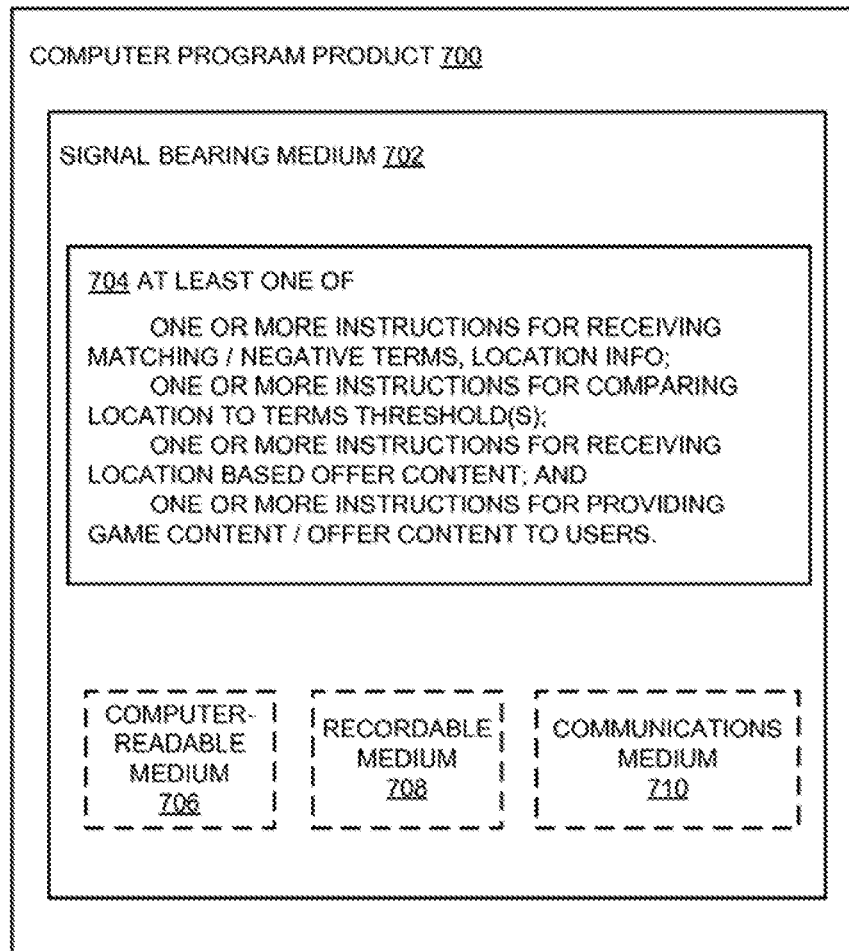 COMPUTER PROGRAM PRODUCT 700
SIGNAL BEARING MEDIUM 702
704 AT LEAST ONE OF
ONE OR MORE INSTRUCTIONS FOR RECEIVING
MATCHING / NEGATIVE TERMS, LOCATION INFO;
ONE OR MORE INSTRUCTIONS FOR COMPARING
LOCATION TO TERMS THRESHOLD(S);
ONE OR MORE INSTRUCTIONS FOR RECEIVING
LOCATION BASED OFFER CONTENT; AND
ONE OR MORE INSTRUCTIONS FOR PROVIDING
GAME CONTENT / OFFER CONTENT TO USERS.
COMPUTER-
READABLE
MEDIUM
706
RECORDABLE
MEDIUM
708
COMMUNICATIONS
MEDIUM
710